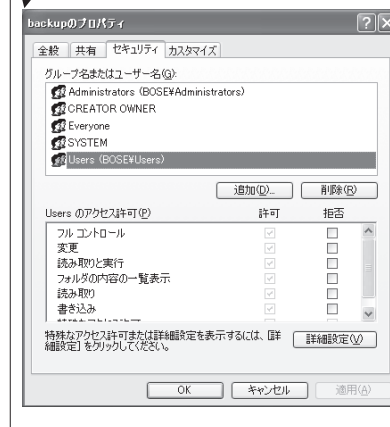 backupのプロパティ
全般 共有 セキュリティ カスタマイズ
グループ名またはユーザー名(G):
Administrators (BOSE¥Administrators)
CREATOR OWNER
Everyone
SYSTEM
Users (BOSE¥Users)
追加(D)... 削除(R)
Users のアクセス許可(P) 許可 拒否
フル コントロール
変更
読み取りと実行
フォルダの内容の一覧表示
読み取り
書き込み
特殊なアクセス許可または詳細設定を表示するには、[詳
細設定] をクリックしてください。
詳細設定(V)
OK キャンセル 適用(A)